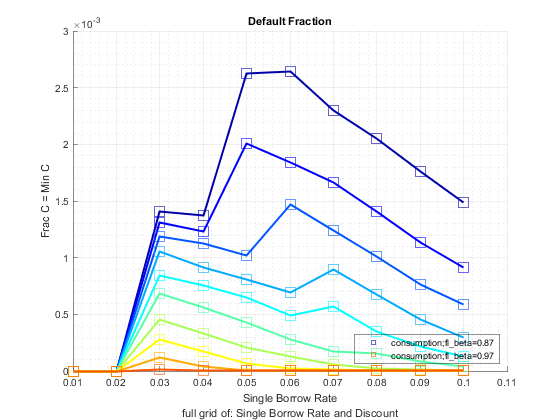 Default Fraction
×10⁻³
3
2.5
2
1.5
1
0.5
0
Frac C = Min C
0.01 0.02 0.03 0.04 0.05 0.06 0.07 0.08 0.09 0.1 0.11
consumption;fl_beta=0.87
consumption;fl_beta=0.97
Single Borrow Rate
full grid of: Single Borrow Rate and Discount